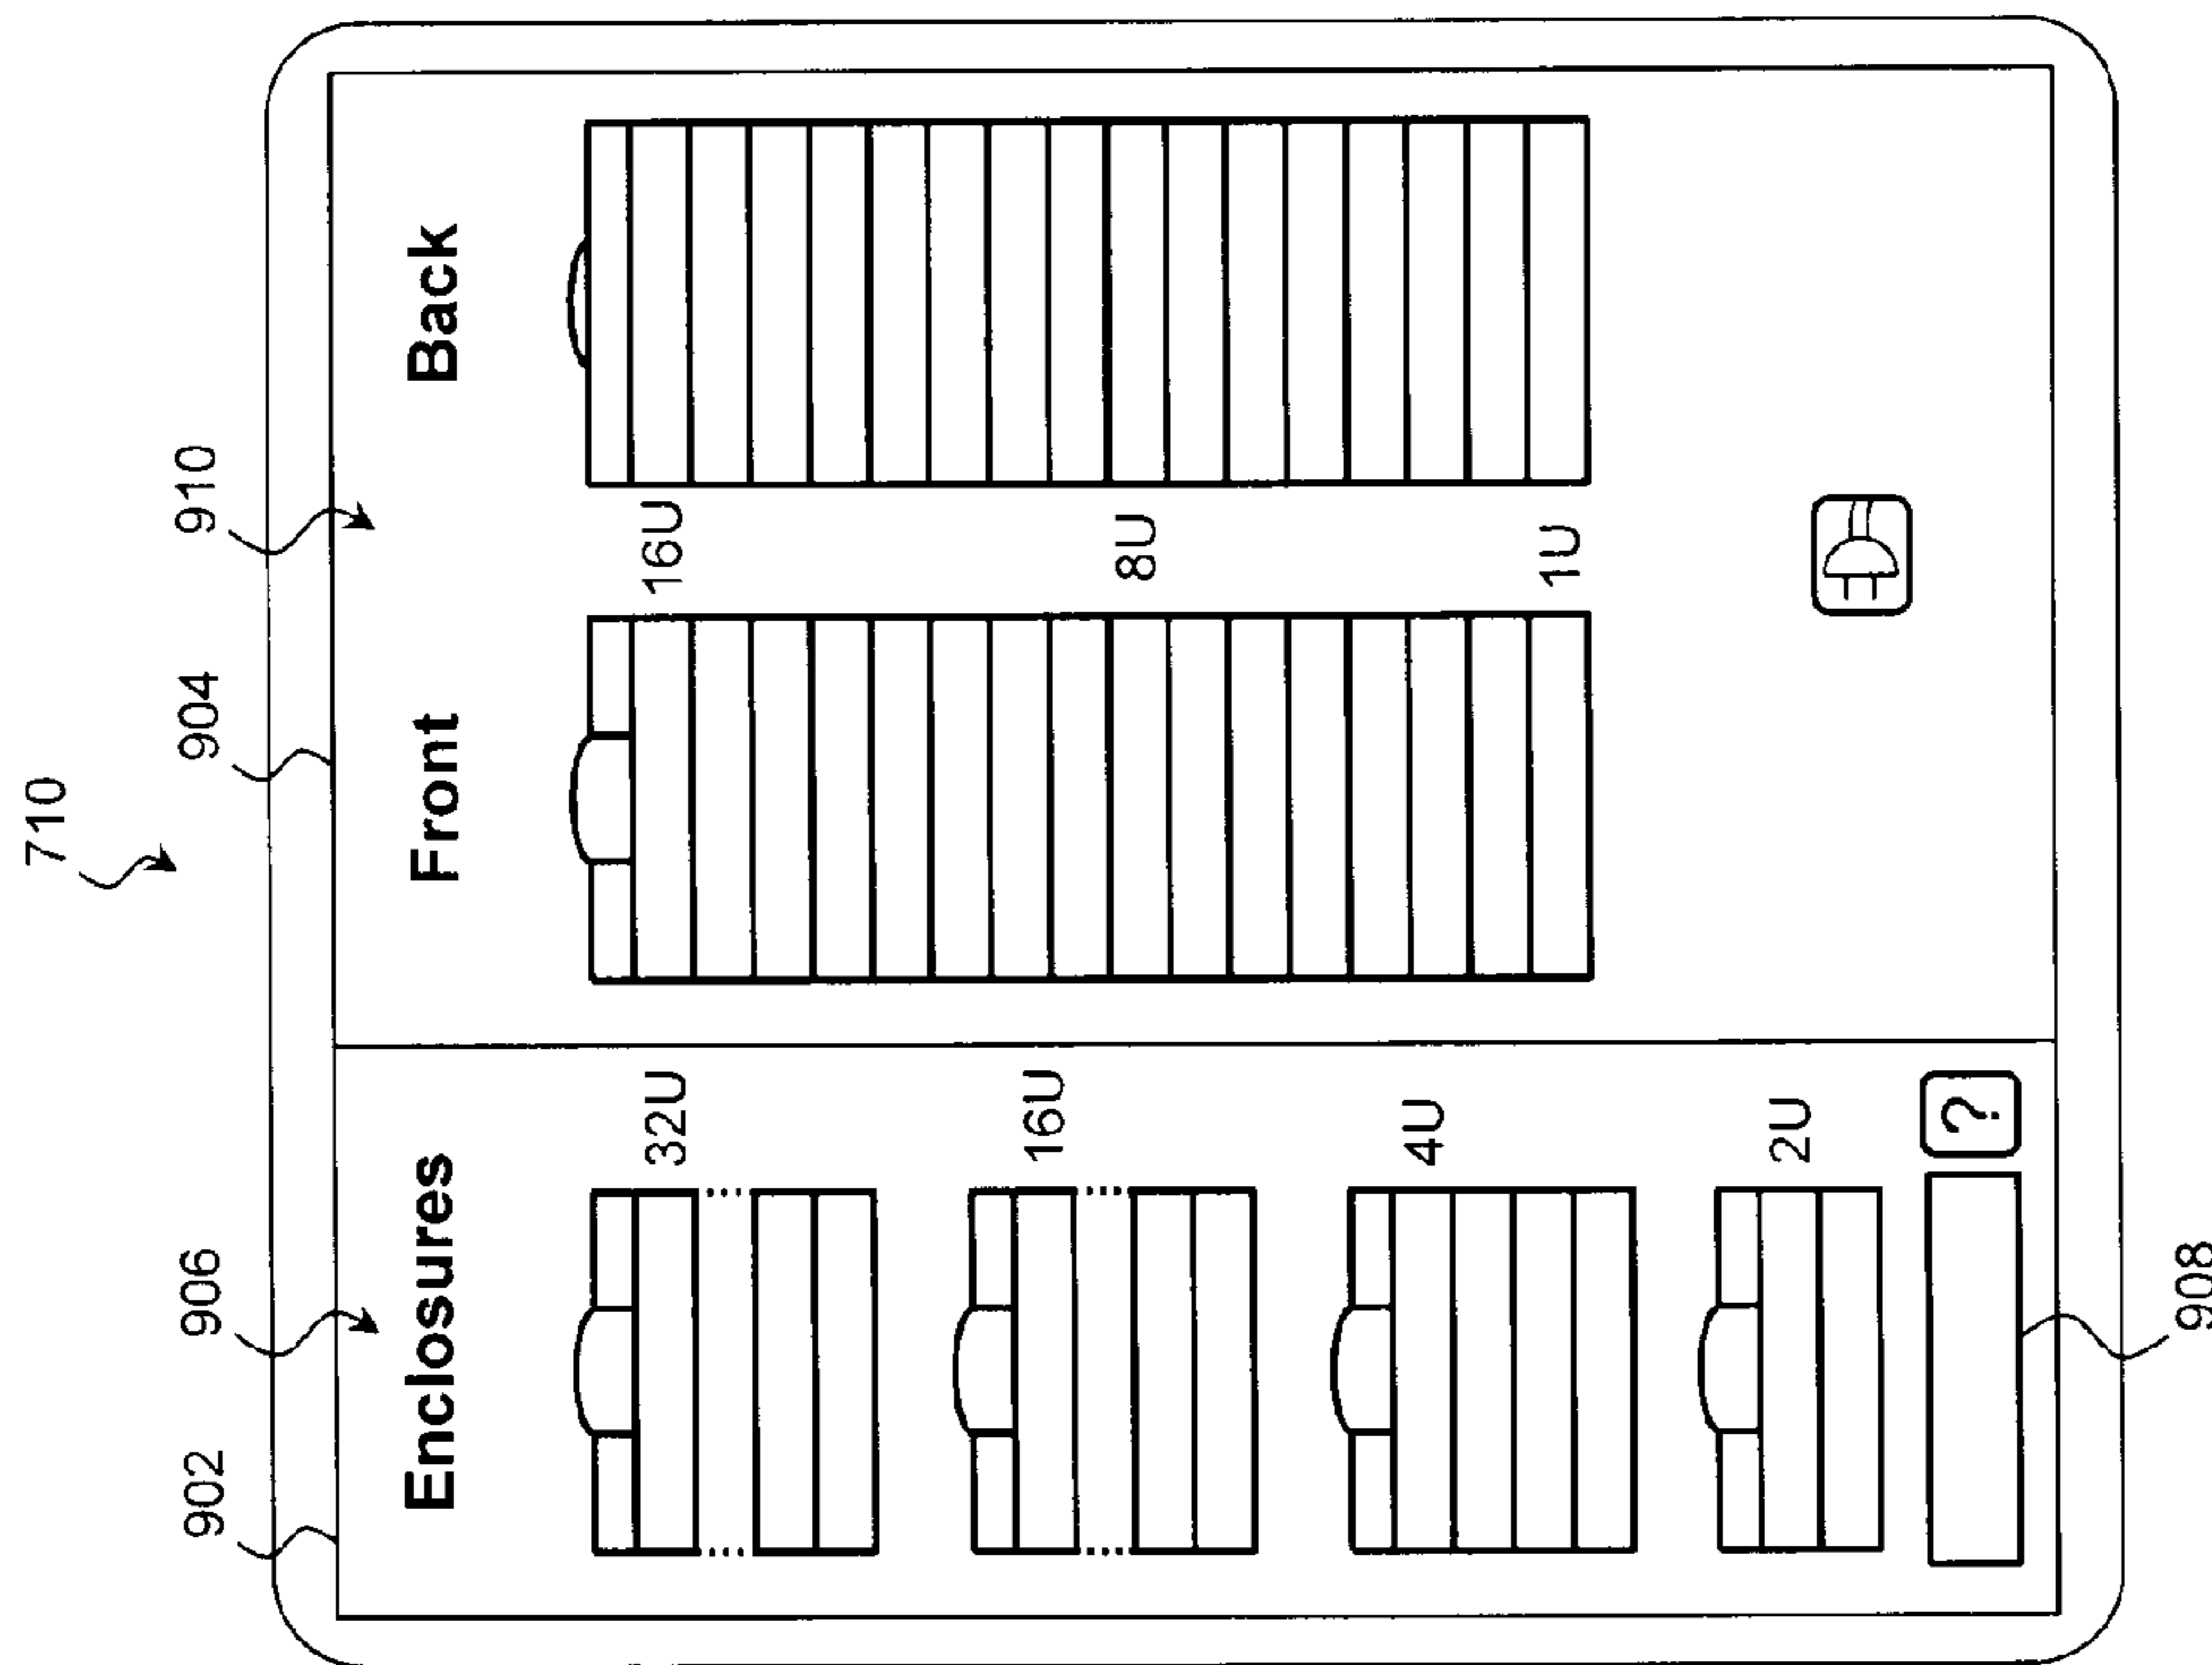 710
902 906 904 910
Enclosures Front Back
32U 16U
16U
8U
4U
1U
2U
?
908